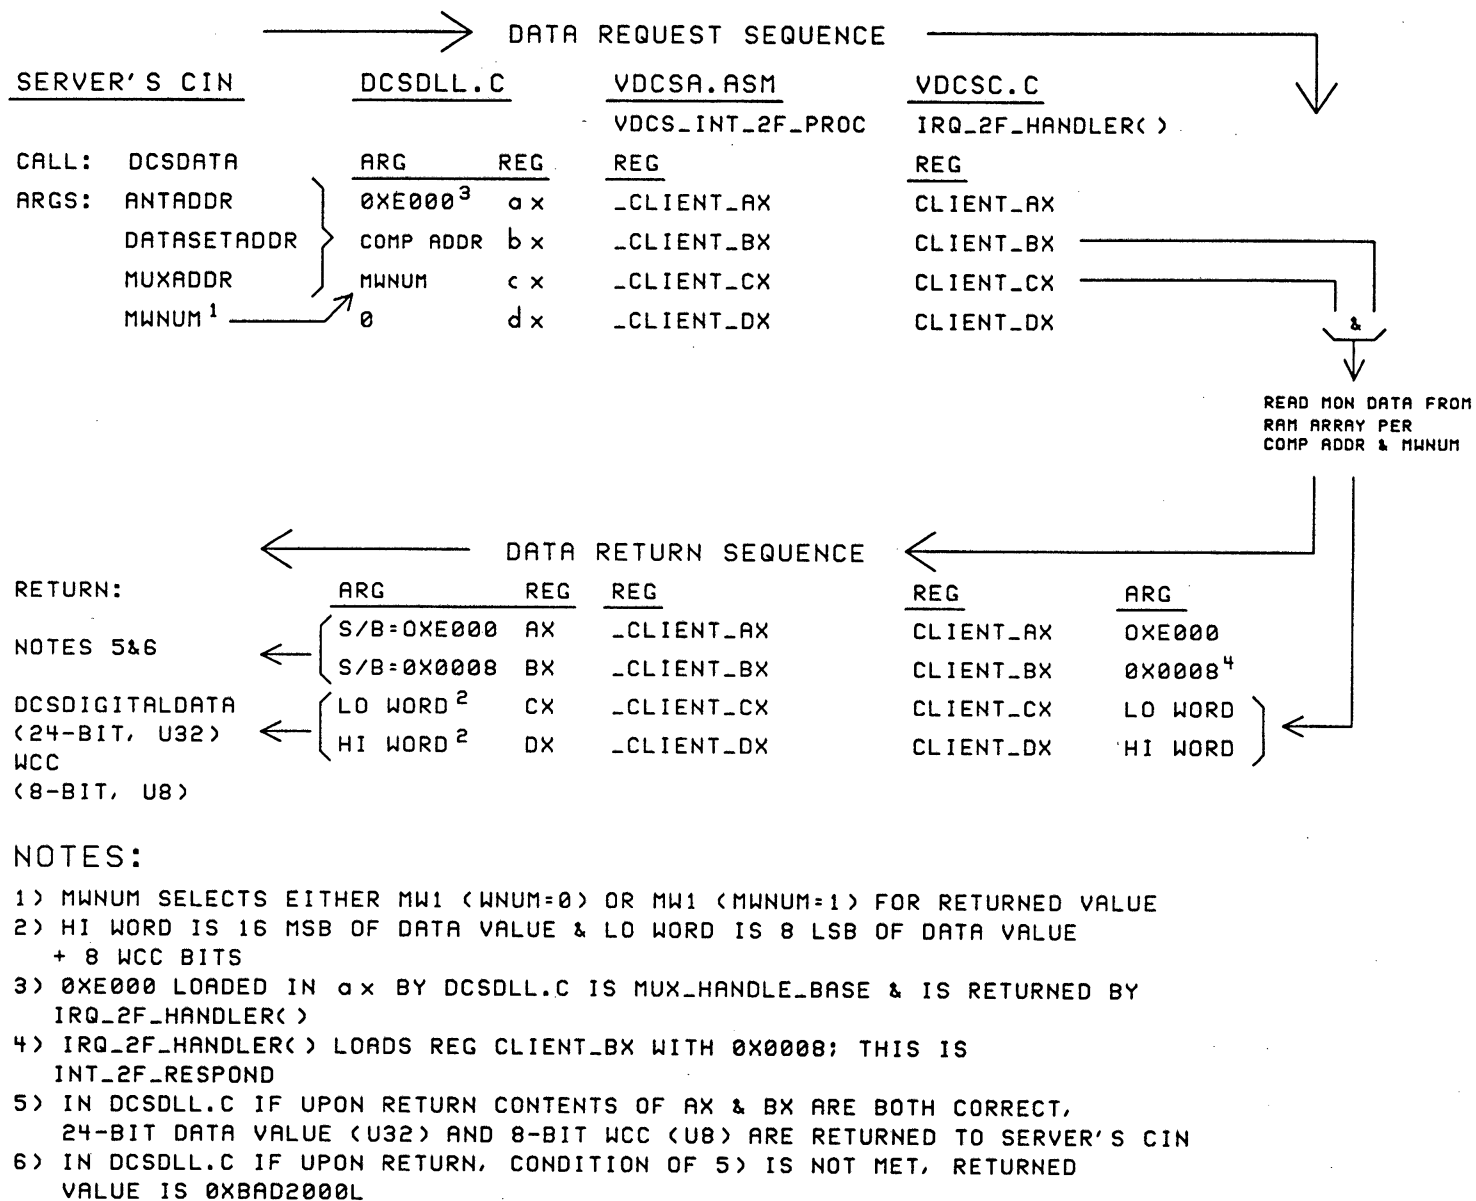 DATA REQUEST SEQUENCE
SERVER'S CIN DCSDLL.C VDCSA.ASM VDCSC.C
VDCS_INT_2F_PROC IRQ_2F_HANDLER()
CALL: DCSDATA ARG REG REG REG
ARGS: ANTADDR 0XE000³ ax _CLIENT_AX CLIENT_AX
DATASETADDR COMP ADDR bx _CLIENT_BX CLIENT_BX
MUXADDR MWNUM cx _CLIENT_CX CLIENT_CX
MWNUM¹ 0 dx _CLIENT_DX CLIENT_DX
&
READ MON DATA FROM
RAM ARRAY PER
COMP ADDR & MWNUM
DATA RETURN SEQUENCE
RETURN: ARG REG REG REG ARG
S/B=OXE000 AX _CLIENT_AX CLIENT_AX OXE000
NOTES 5&6
S/B=0X0008 BX _CLIENT_BX CLIENT_BX 0X0008⁴
DCSDIGITALDATA LO WORD² CX _CLIENT_CX CLIENT_CX LO WORD
(24-BIT, U32) HI WORD² DX _CLIENT_DX CLIENT_DX HI WORD
WCC
(8-BIT, U8)
NOTES:
1) MWNUM SELECTS EITHER MW1 (WNUM=0) OR MW1 (MWNUM=1) FOR RETURNED VALUE
2) HI WORD IS 16 MSB OF DATA VALUE & LO WORD IS 8 LSB OF DATA VALUE
+ 8 WCC BITS
3) 0XE000 LOADED IN ax BY DCSDLL.C IS MUX_HANDLE_BASE & IS RETURNED BY
IRQ_2F_HANDLER()
4) IRQ_2F_HANDLER() LOADS REG CLIENT_BX WITH 0X0008; THIS IS
INT_2F_RESPOND
5) IN DCSDLL.C IF UPON RETURN CONTENTS OF AX & BX ARE BOTH CORRECT,
24-BIT DATA VALUE (U32) AND 8-BIT WCC (U8) ARE RETURNED TO SERVER'S CIN
6) IN DCSDLL.C IF UPON RETURN, CONDITION OF 5) IS NOT MET, RETURNED
VALUE IS 0XBAD2000L